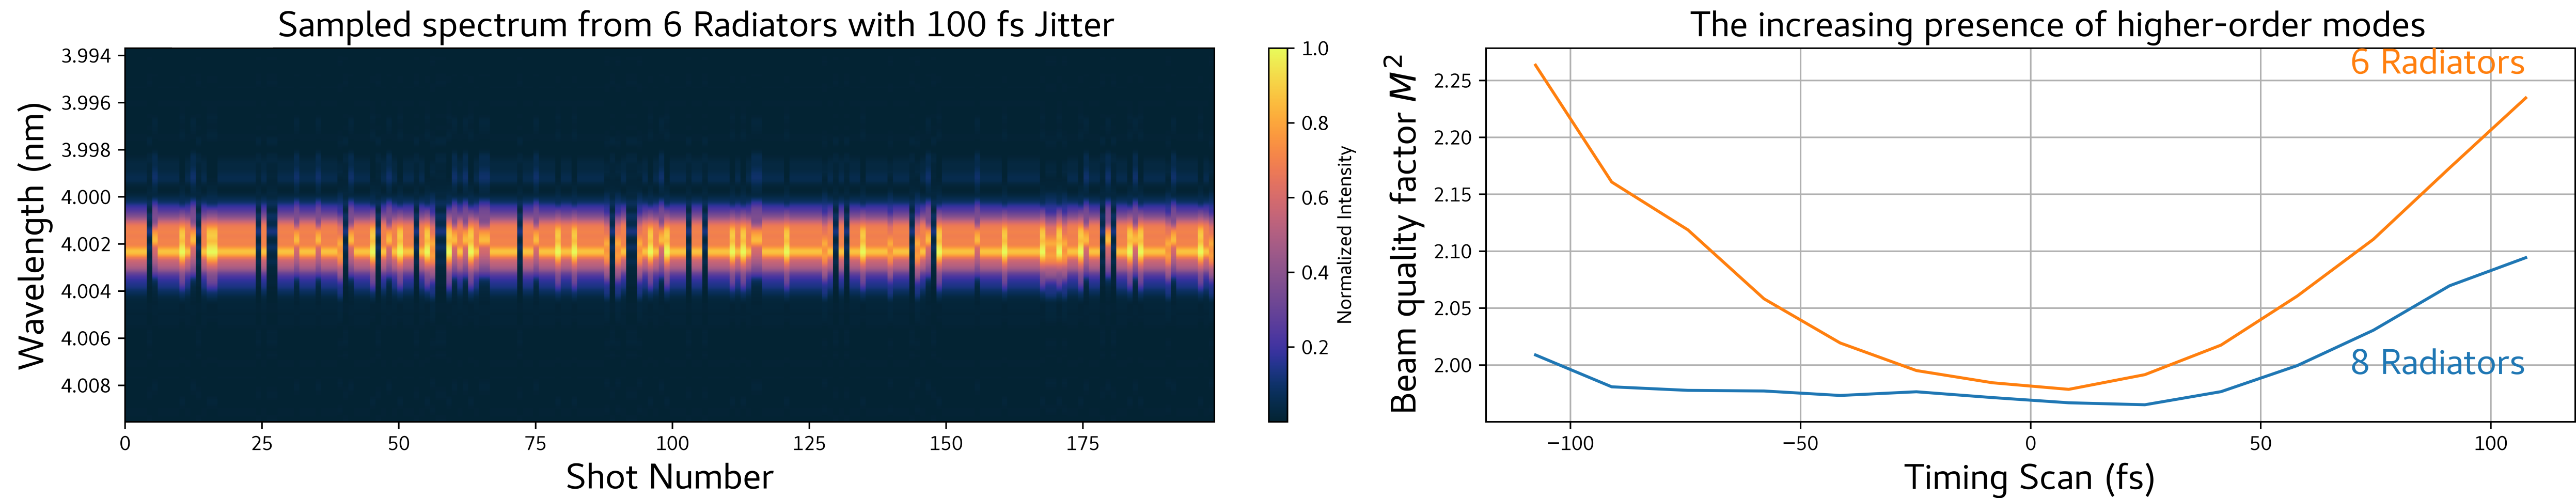 Sampled spectrum from 6 Radiators with 100 fs Jitter
Wavelength (nm)
3.994
3.996
3.998
4.000
4.002
4.004
4.006
4.008
0 25 50 75 100 125 150 175
Shot Number
1.0
0.8
0.6
0.4
0.2
Normalized Intensity
The increasing presence of higher-order modes
Beam quality factor M²
2.25
2.20
2.15
2.10
2.05
2.00
6 Radiators
8 Radiators
−100 −50 0 50 100
Timing Scan (fs)